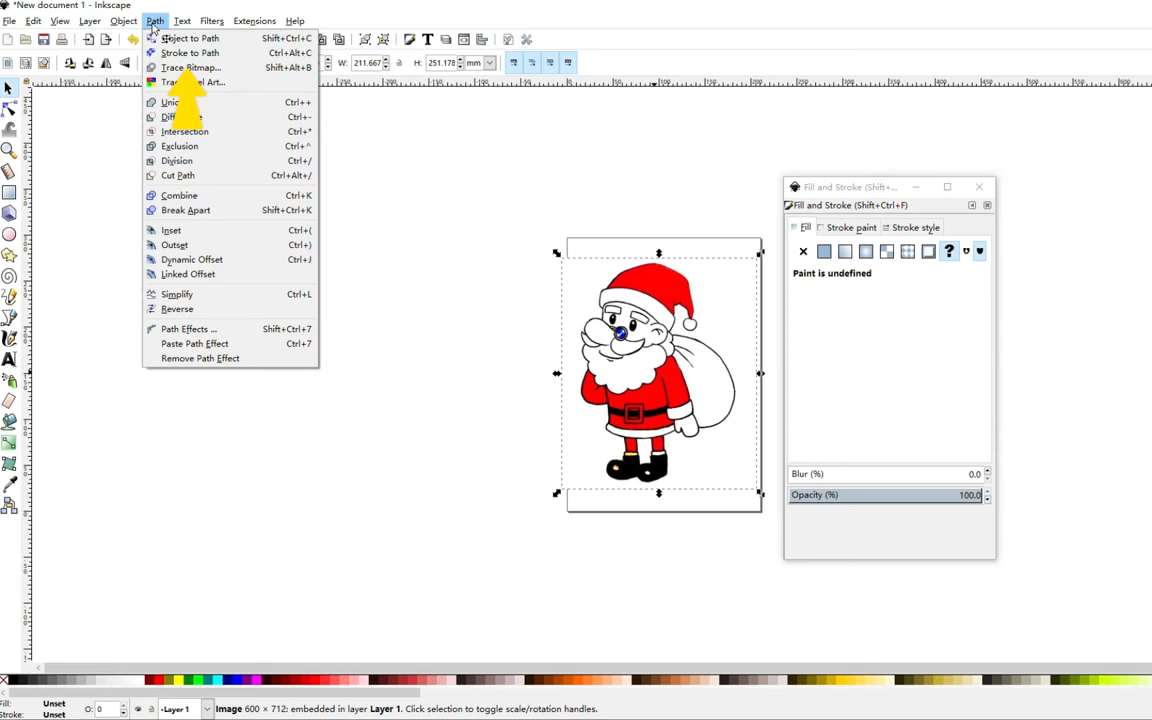 *New document 1 - Inkscape
File Edit View Layer Object Path Text Filters Extensions Help
W: 211.667 H: 251.178 mm
Object to Path Shift+Ctrl+C
Stroke to Path Ctrl+Alt+C
Trace Bitmap... Shift+Alt+B
Art...
Ctrl++
Ctrl+-
Intersection Ctrl+*
Exclusion Ctrl+^
Division Ctrl+/
Cut Path Ctrl+Alt+/
Combine Ctrl+K
Break Apart Shift+Ctrl+K
Inset Ctrl+(
Outset Ctrl+)
Dynamic Offset Ctrl+J
Linked Offset
Simplify Ctrl+L
Reverse
Path Effects ... Shift+Ctrl+7
Paste Path Effect Ctrl+7
Remove Path Effect
Fill and Stroke (Shift+...
Fill and Stroke (Shift+Ctrl+F)
Fill Stroke paint Stroke style
Paint is undefined
Blur (%) 0.0
Opacity (%) 100.0
Fill: Unset
Stroke: Unset
O: 0
Layer 1
Image 600 × 712: embedded in layer Layer 1. Click selection to toggle scale/rotation handles.